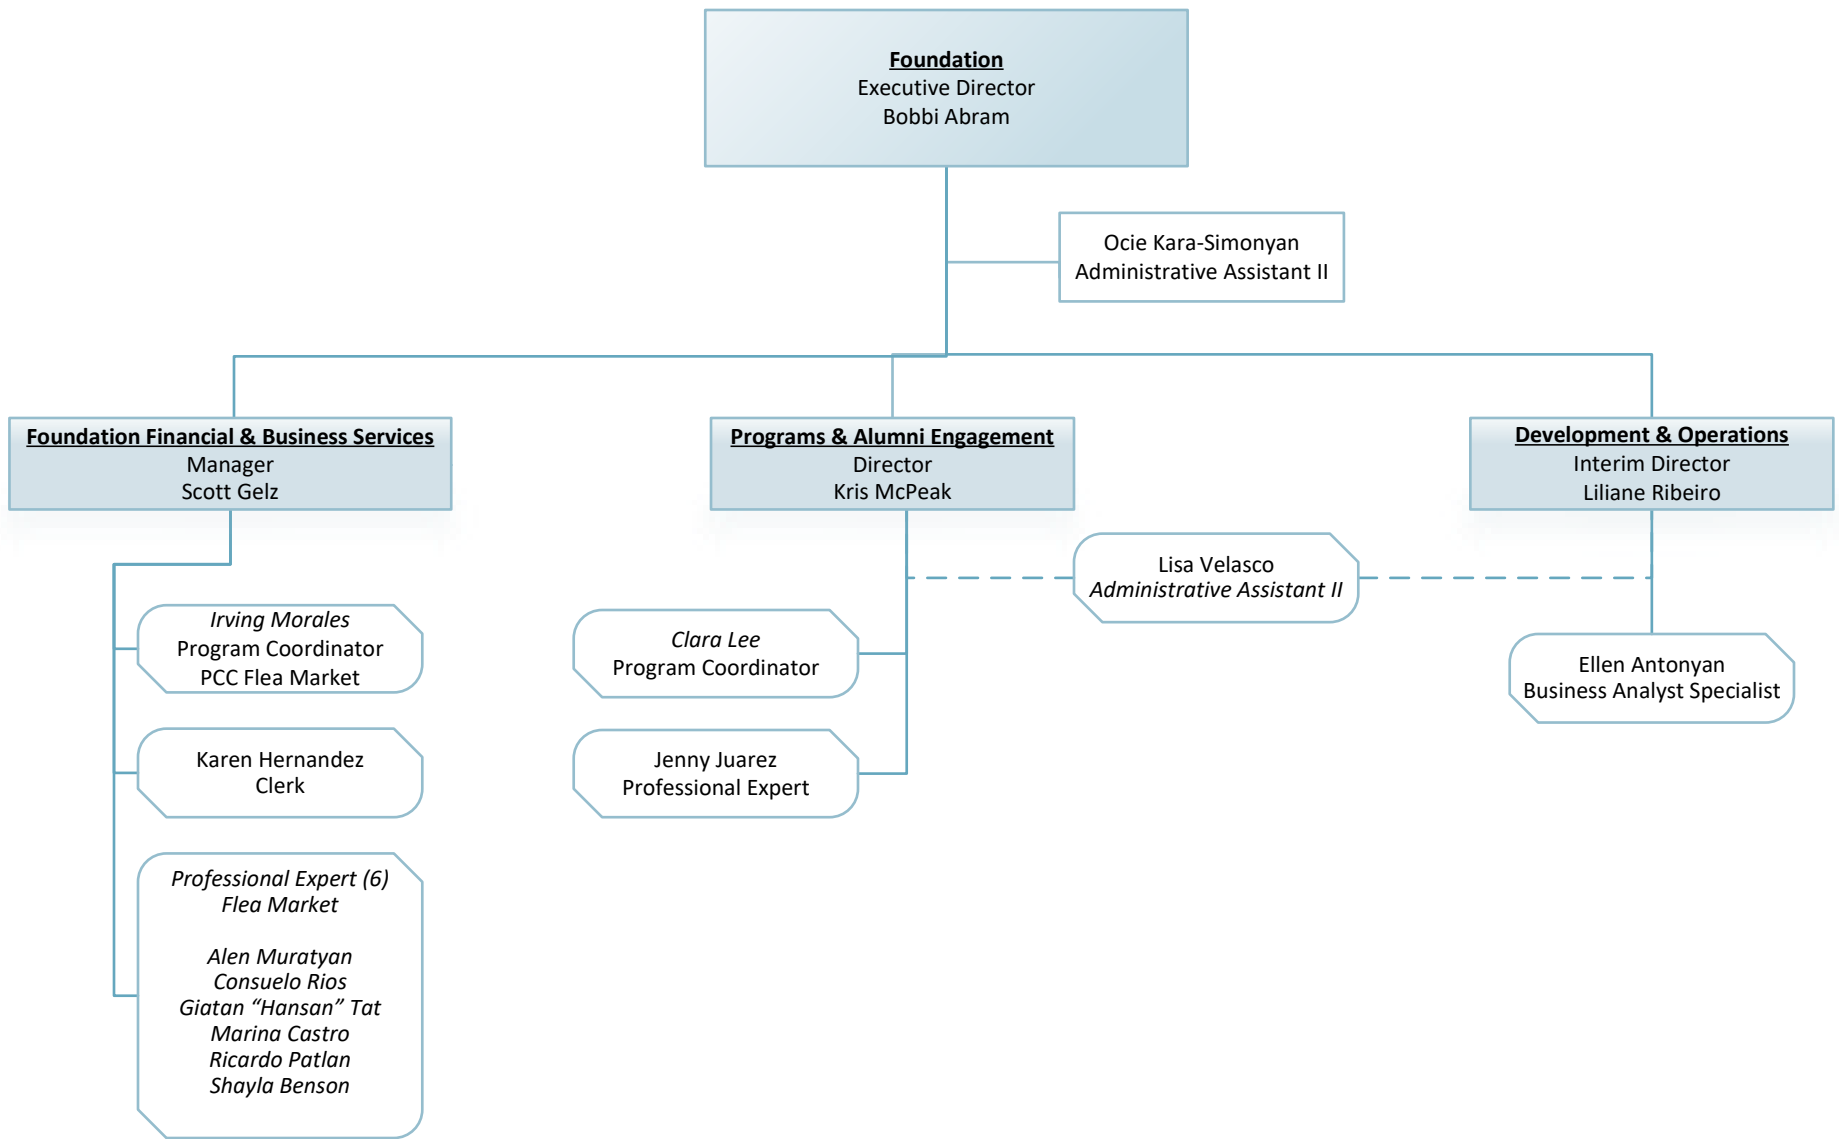 Foundation
Executive Director
Bobbi Abram
Ocie Kara-Simonyan
Administrative Assistant II
Foundation Financial & Business Services
Manager
Scott Gelz
Programs & Alumni Engagement
Director
Kris McPeak
Development & Operations
Interim Director
Liliane Ribeiro
Lisa Velasco
Administrative Assistant II
Irving Morales
Program Coordinator
PCC Flea Market
Karen Hernandez
Clerk
Professional Expert (6)
Flea Market
Alen Muratyan
Consuelo Rios
Giatan “Hansan” Tat
Marina Castro
Ricardo Patlan
Shayla Benson
Clara Lee
Program Coordinator
Jenny Juarez
Professional Expert
Ellen Antonyan
Business Analyst Specialist